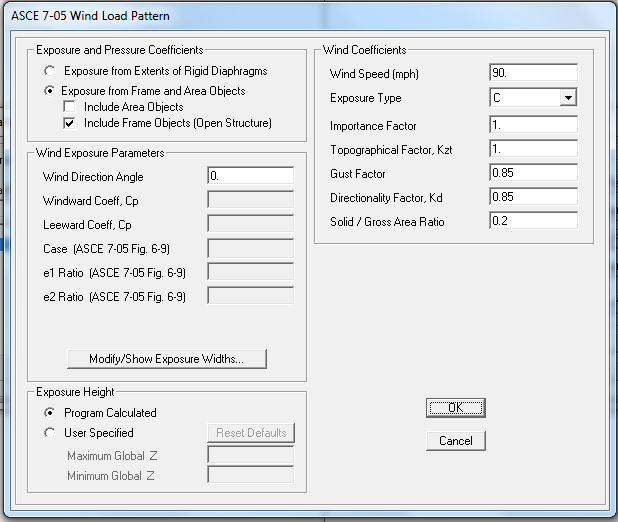 ASCE 7-05 Wind Load Pattern
Exposure and Pressure Coefficients
Exposure from Extents of Rigid Diaphragms
Exposure from Frame and Area Objects
Include Area Objects
Include Frame Objects (Open Structure)
Wind Exposure Parameters
Wind Direction Angle 0.
Windward Coeff, Cp
Leeward Coeff, Cp
Case (ASCE 7-05 Fig. 6-9)
e1 Ratio (ASCE 7-05 Fig. 6-9)
e2 Ratio (ASCE 7-05 Fig. 6-9)
Modify/Show Exposure Widths...
Exposure Height
Program Calculated
User Specified Reset Defaults
Maximum Global Z
Minimum Global Z
Wind Coefficients
Wind Speed (mph) 90.
Exposure Type C
Importance Factor 1.
Topographical Factor, Kzt 1.
Gust Factor 0.85
Directionality Factor, Kd 0.85
Solid / Gross Area Ratio 0.2
OK
Cancel